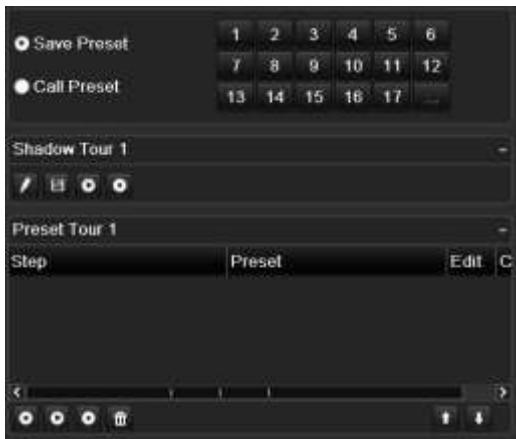 Save Preset
1 2 3 4 5 6
7 8 9 10 11 12
Call Preset
13 14 15 16 17 ...
Shadow Tour 1
Preset Tour 1
Step Preset Edit C